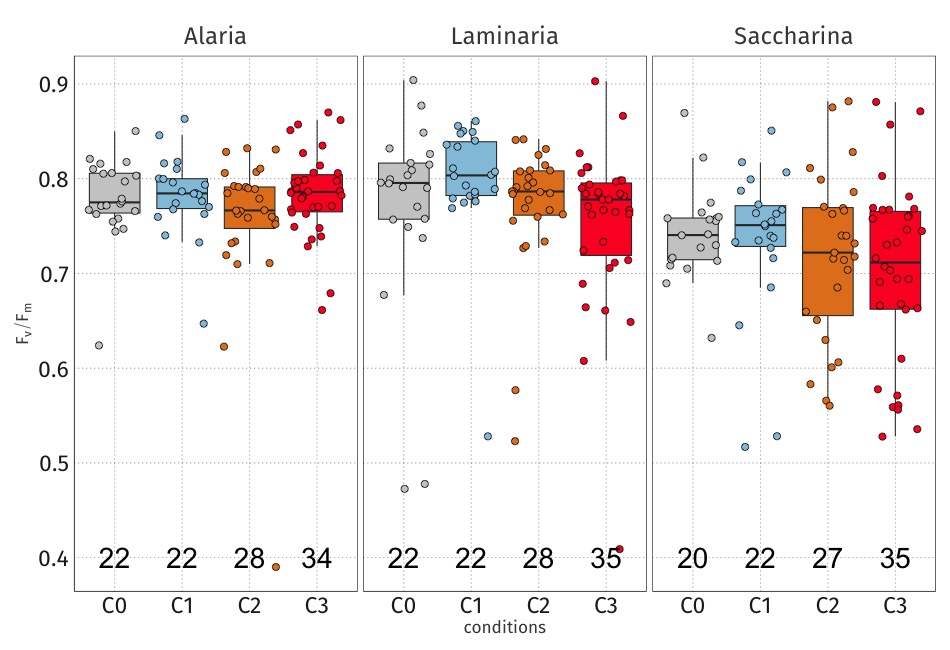 Alaria Laminaria Saccharina
0.9
0.8
0.7
0.6
0.5
0.4
Fv/Fm
22 22 28 34 22 22 28 35 20 22 27 35
C0 C1 C2 C3 C0 C1 C2 C3 C0 C1 C2 C3
conditions